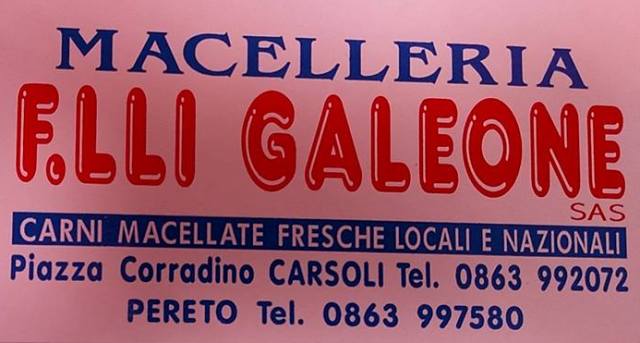 MACELLERIA
F.LLI GALEONE
SAS
CARNI MACELLATE FRESCHE LOCALI E NAZIONALI
Piazza Corradino CARSOLI Tel. 0863 992072
PERETO Tel. 0863 997580